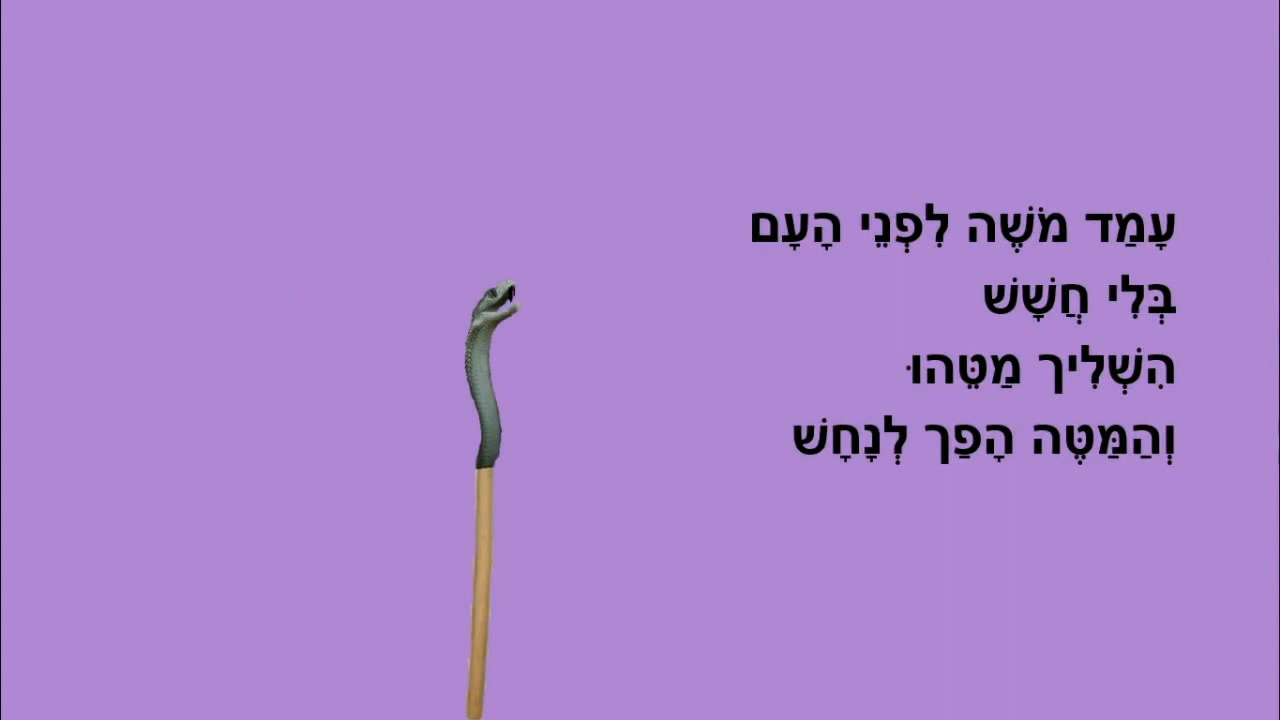 עָמַד מֹשֶׁה לִפְנֵי הָעָם
בְּלִי חֲשָׁשׁ
הִשְׁלִיך מַטֵּהוּ
וְהַמַּטֶּה הָפַך לְנָחָשׁ